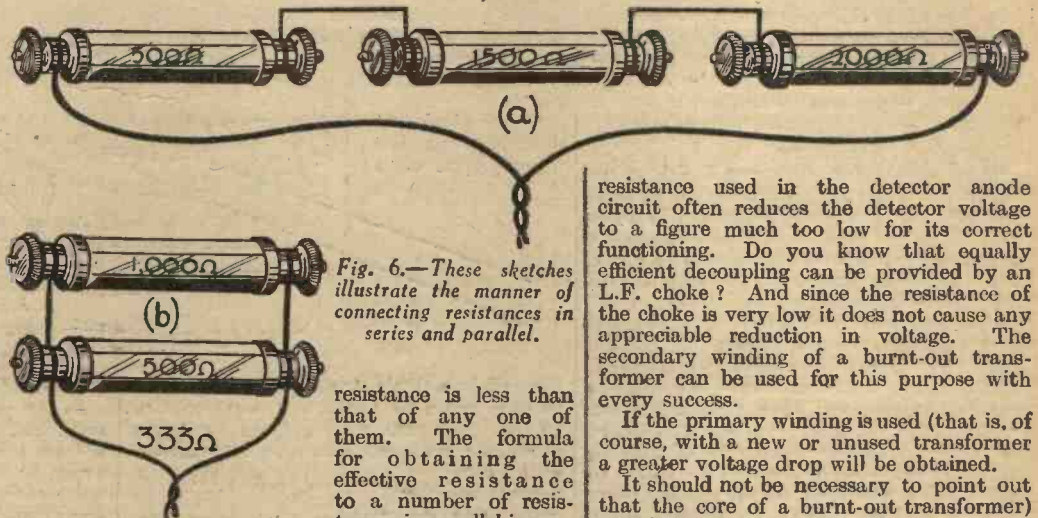 500Ω
1500Ω
2000Ω
(a)
1,000Ω
(b)
500Ω
333Ω
Fig. 6.—These sketches
illustrate the manner of
connecting resistances in
series and parallel.
resistance is less than
that of any one of
them. The formula
for obtaining the
effective resistance
to a number of resis-
resistance used in the detector anode
circuit often reduces the detector voltage
to a figure much too low for its correct
functioning. Do you know that equally
efficient decoupling can be provided by an
L.F. choke ? And since the resistance of
the choke is very low it does not cause any
appreciable reduction in voltage. The
secondary winding of a burnt-out trans-
former can be used for this purpose with
every success.
If the primary winding is used (that is, of
course, with a new or unused transformer
a greater voltage drop will be obtained.
It should not be necessary to point out
that the core of a burnt-out transformer)